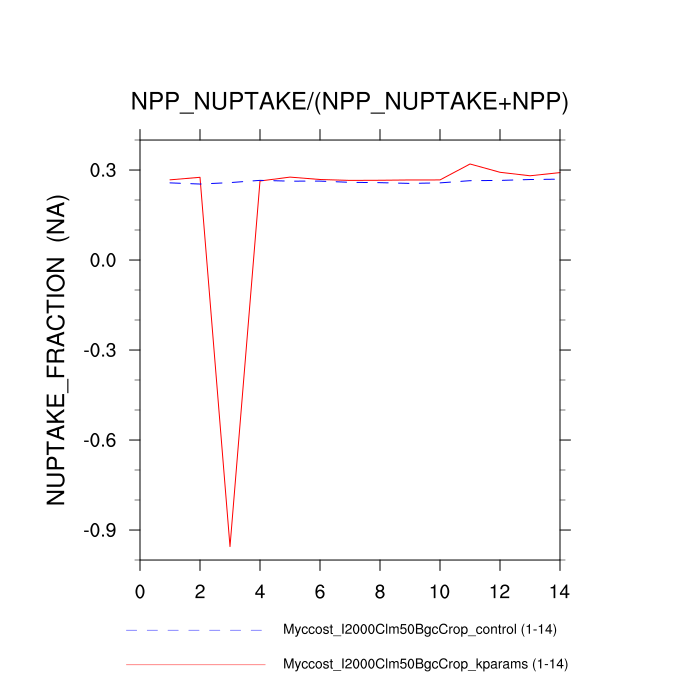 NPP_NUPTAKE/(NPP_NUPTAKE+NPP)
NUPTAKE_FRACTION (NA)
0.3
0.0
-0.3
-0.6
-0.9
0 2 4 6 8 10 12 14
Myccost_I2000Clm50BgcCrop_control (1-14)
Myccost_I2000Clm50BgcCrop_kparams (1-14)